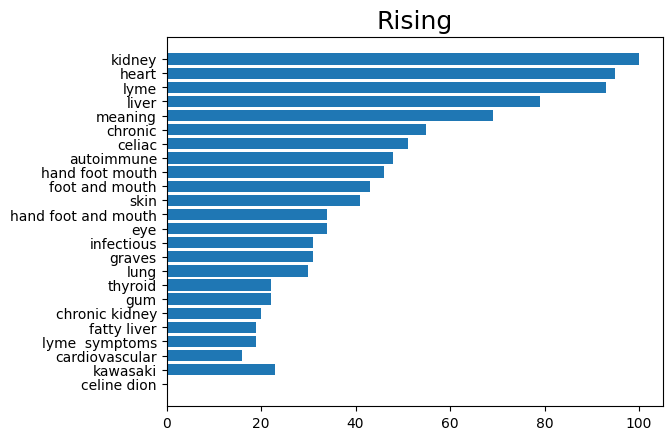 Rising
kidney
heart
lyme
liver
meaning
chronic
celiac
autoimmune
hand foot mouth
foot and mouth
skin
hand foot and mouth
eye
infectious
graves
lung
thyroid
gum
chronic kidney
fatty liver
lyme  symptoms
cardiovascular
kawasaki
celine dion
0 20 40 60 80 100